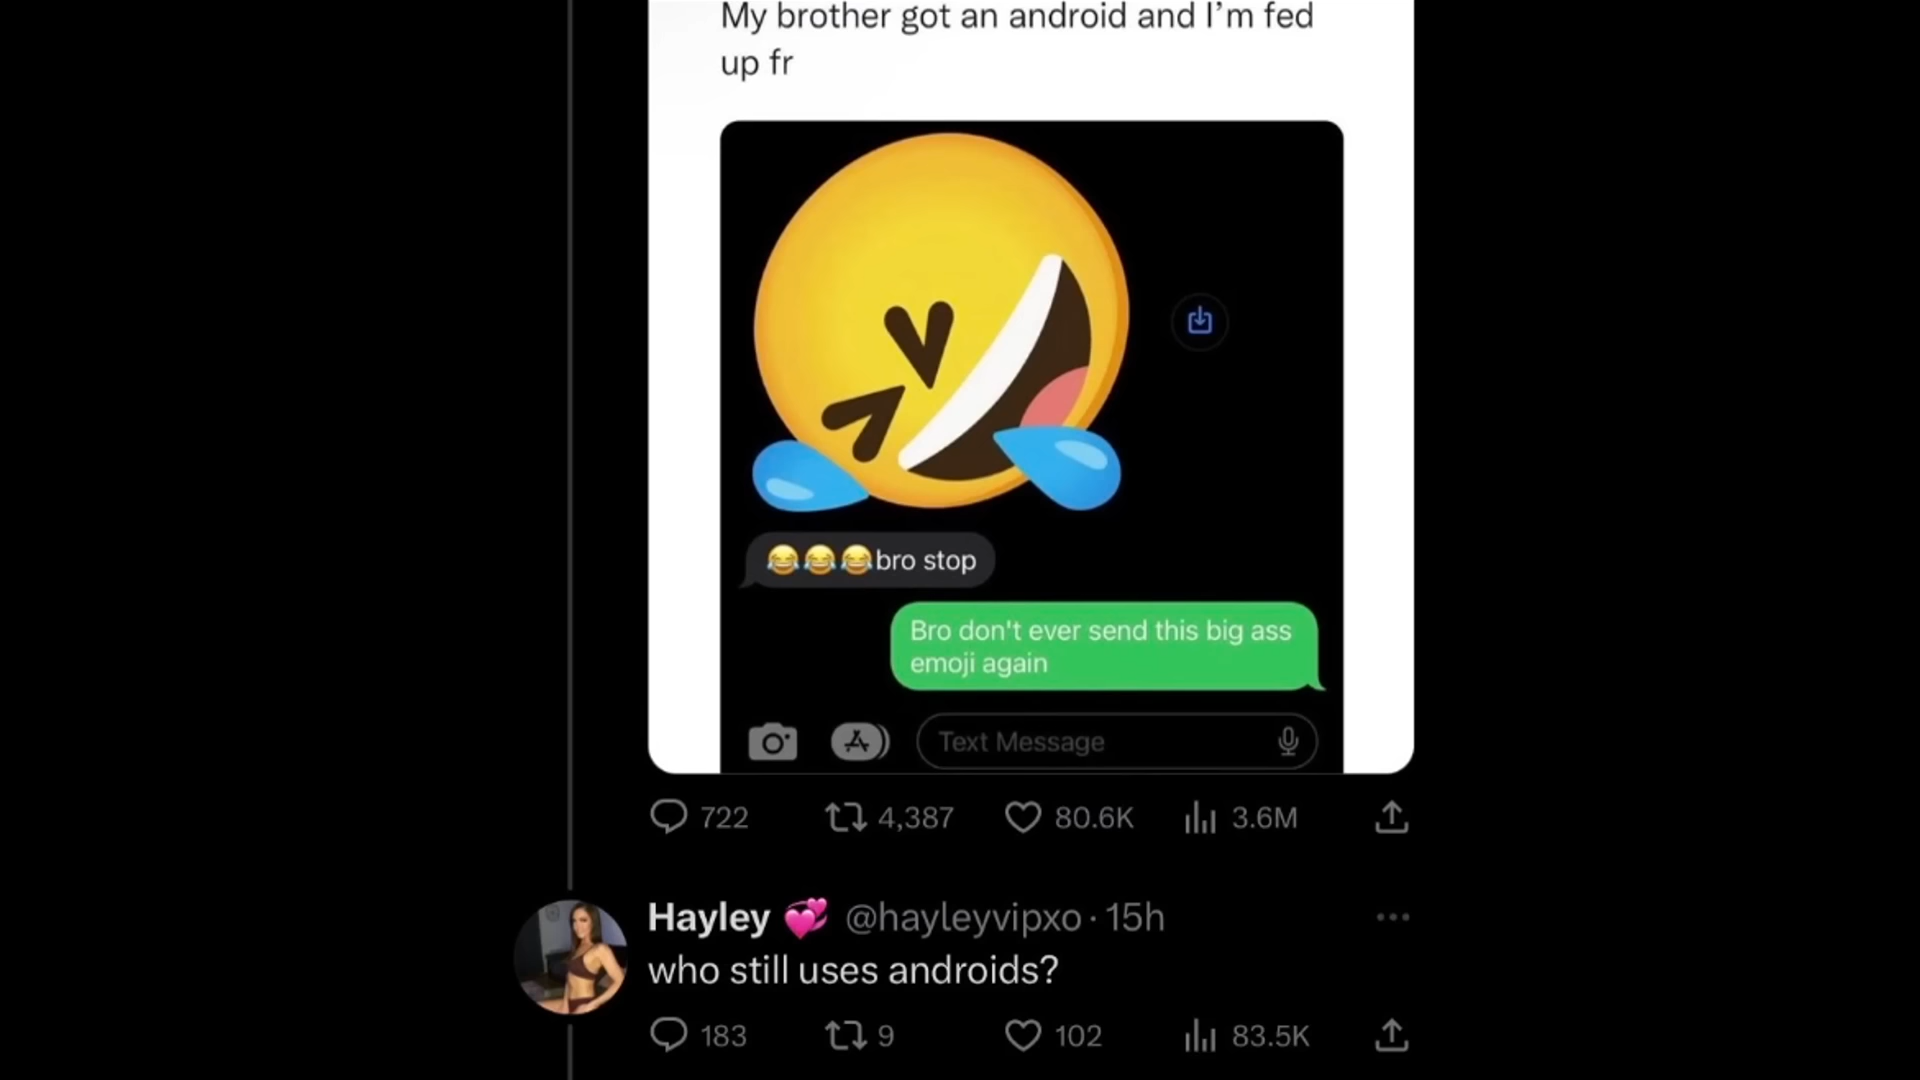 My brother got an android and I’m fed
up fr
😂😂😂bro stop
Bro don't ever send this big ass
emoji again
Text Message
722 4,387 80.6K 3.6M
Hayley 💞 @hayleyvipxo · 15h
who still uses androids?
183 9 102 83.5K